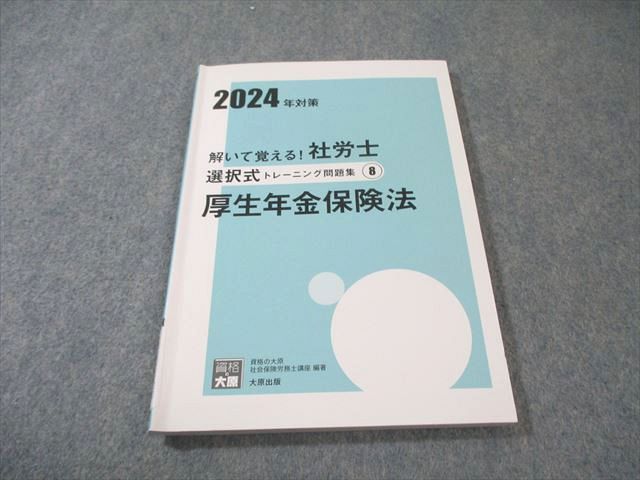 2024年対策
解いて覚える!社労士
選択式トレーニング問題集⑧
厚生年金保険法
資格の大原
資格の大原
社会保険労務士講座 編著
大原出版